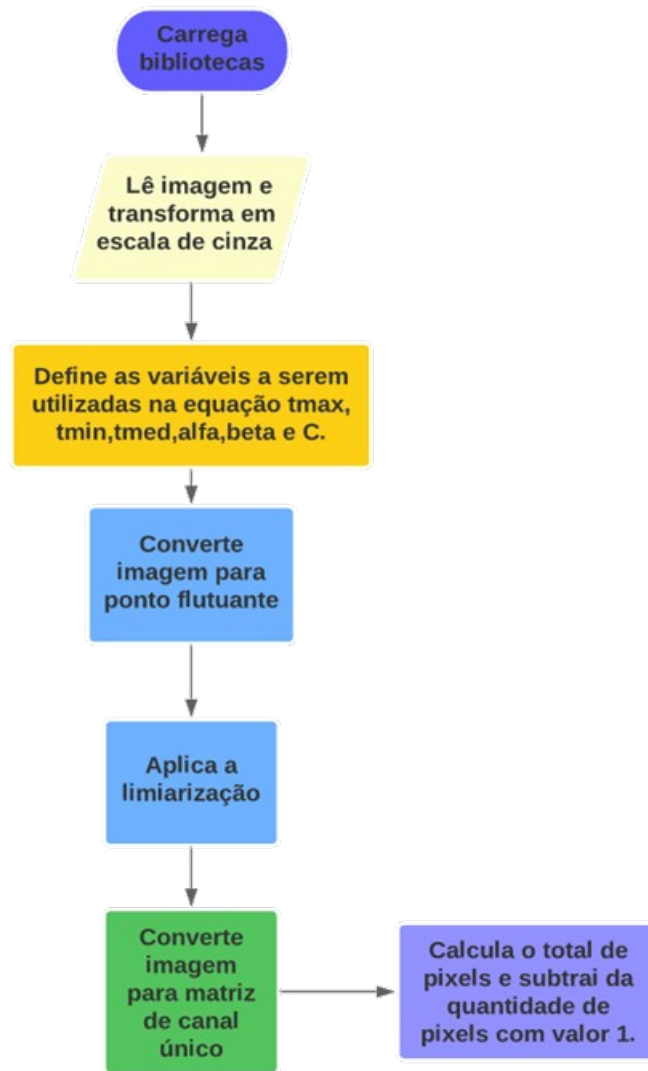 Carrega
bibliotecas
Lê imagem e
transforma em
escala de cinza
Define as variáveis a serem
utilizadas na equação tmax,
tmin,tmed,alfa,beta e C.
Converte
imagem para
ponto flutuante
Aplica a
limiarização
Converte
imagem
para matriz
de canal
único
Calcula o total de
pixels e subtrai da
quantidade de
pixels com valor 1.